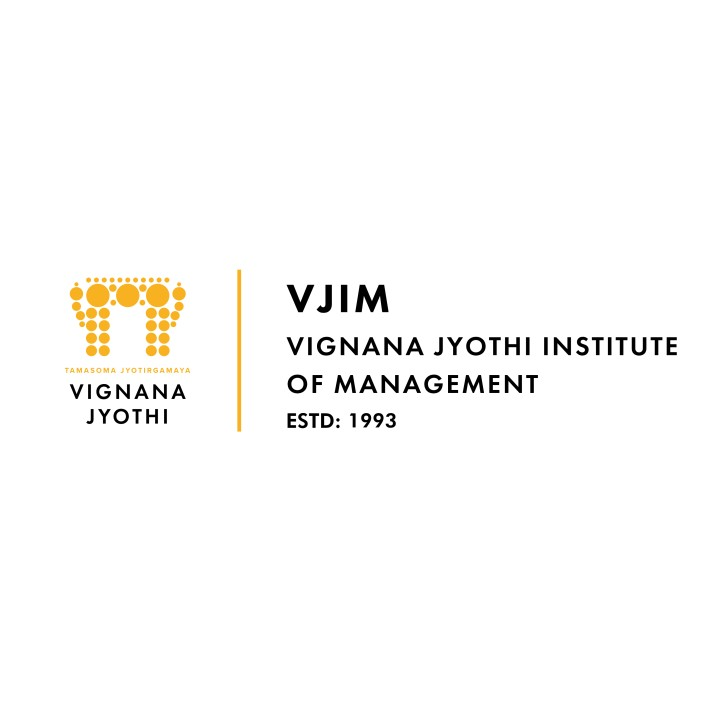 TAMASOMA JYOTIRGAMAYA
VIGNANA
JYOTHI
VJIM
VIGNANA JYOTHI INSTITUTE
OF MANAGEMENT
ESTD: 1993